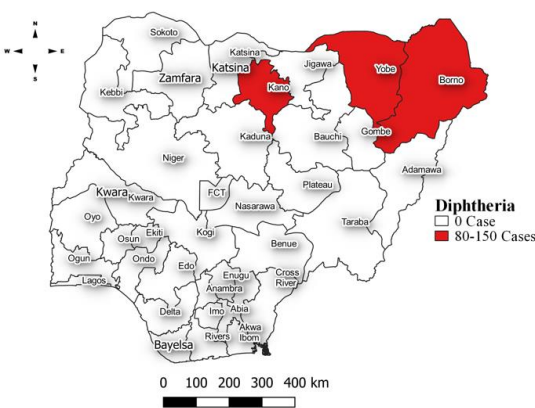 N
W E
S
Sokoto
Katsina
Katsina
Jigawa
Yobe
Borno
Zamfara
Kebbi
Kano
Kaduna
Bauchi
Gombe
Niger
Adamawa
Plateau
Kwara
Kwara
FCT
Nasarawa
Taraba
Oyo
Osun
Ekiti
Kogi
Benue
Ogun
Ondo
Edo
Lagos
Enugu
Cross
River
Anambra
Delta
Imo
Abia
Bayelsa
Rivers
Akwa
Ibom
Diphtheria
0 Case
80-150 Cases
0 100 200 300 400 km